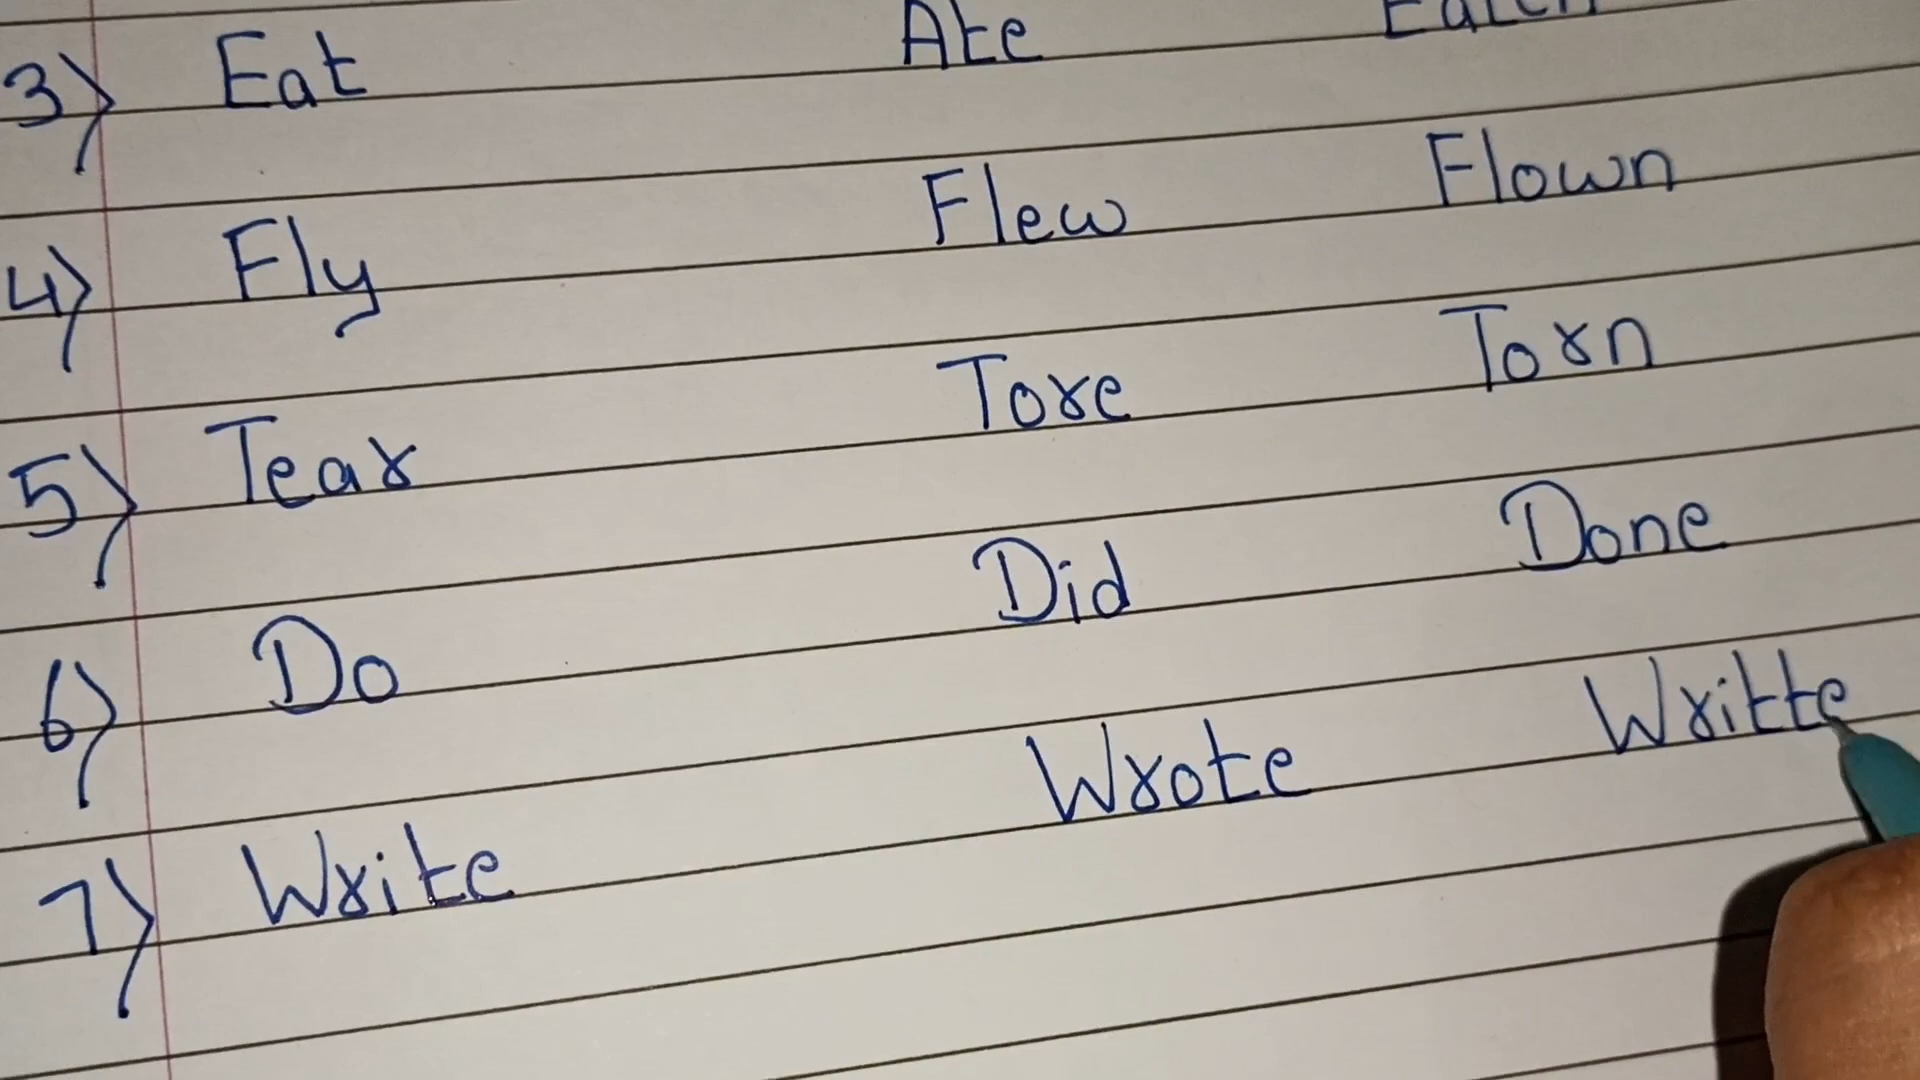 3) Eat Ate Eaten
4) Fly Flew Flown
5) Tear Tore Torn
6) Do Did Done
7) Write Wrote Writte